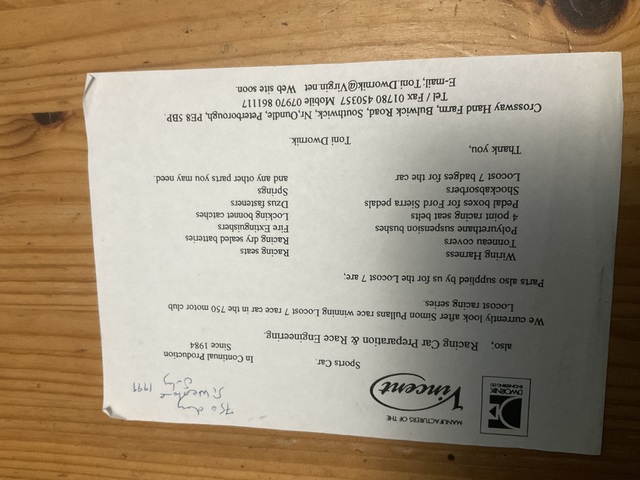 DWORNIK
ENGINEERING
MANUFACTURERS OF THE
Vincent
Sports Car.
In Continual Production
Since 1984
750 day
July 1999
also; Racing Car Preparation & Race Engineering.
We currently look after Simon Pullans race winning Locost 7 race car in the 750 motor club
Locost racing series.
Parts also supplied by us for the Locost 7 are;
Wiring Harness
Tonneau covers
Polyurethane suspension bushes
4 point racing seat belts
Pedal boxes for Ford Sierra pedals
Shockabsorbers
Locost 7 badges for the car
Racing seats
Racing dry sealed batteries
Fire Extinguishers
Locking bonnet catches
Dzus fasteners
Springs
and any other parts you may need.
Thank you,
Toni Dwornik.
Crossway Hand Farm, Bulwick Road, Southwick, Nr,Oundle, Peterborough, PE8 5BP.
Tel / Fax 01780 450357 Mobile 07970 861117
E-mail;Toni.Dwornik@Virgin.net Web site soon.